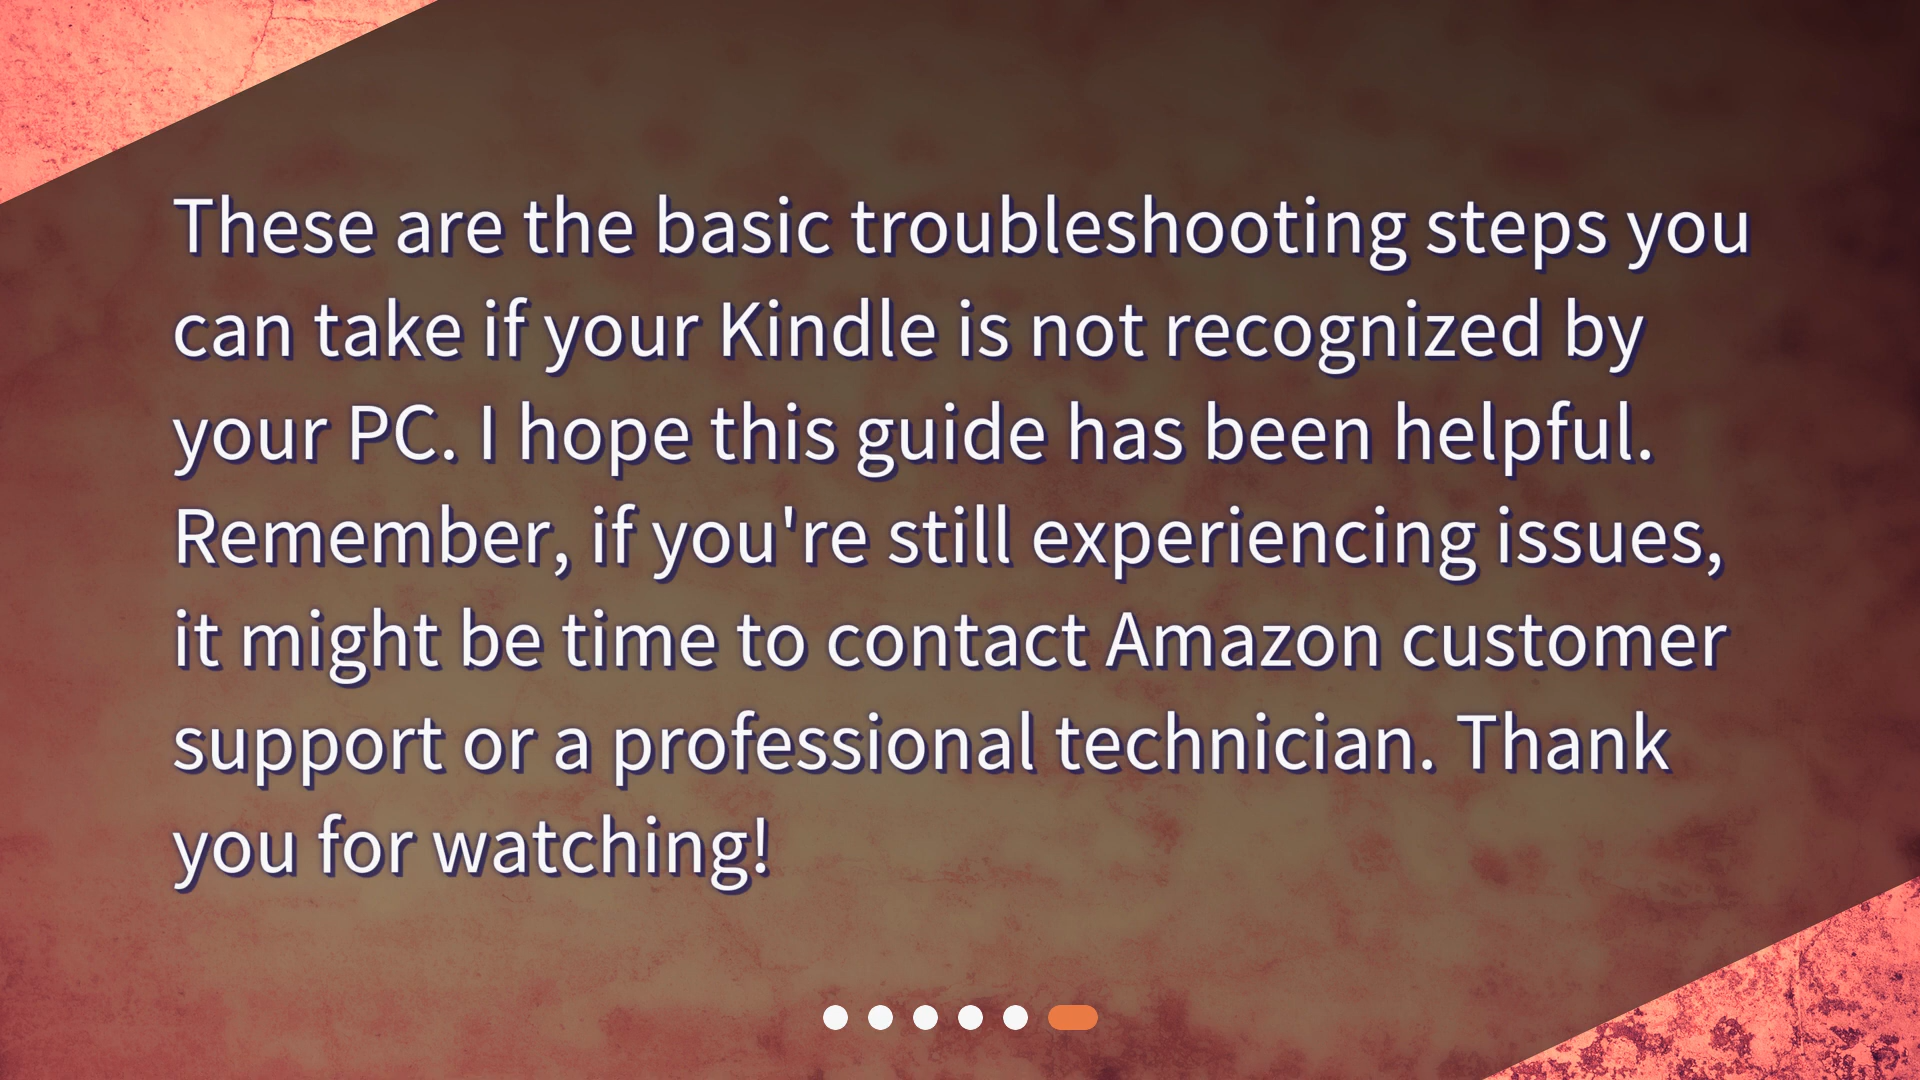 These are the basic troubleshooting steps you
can take if your Kindle is not recognized by
your PC. I hope this guide has been helpful.
Remember, if you're still experiencing issues,
it might be time to contact Amazon customer
support or a professional technician. Thank
you for watching!